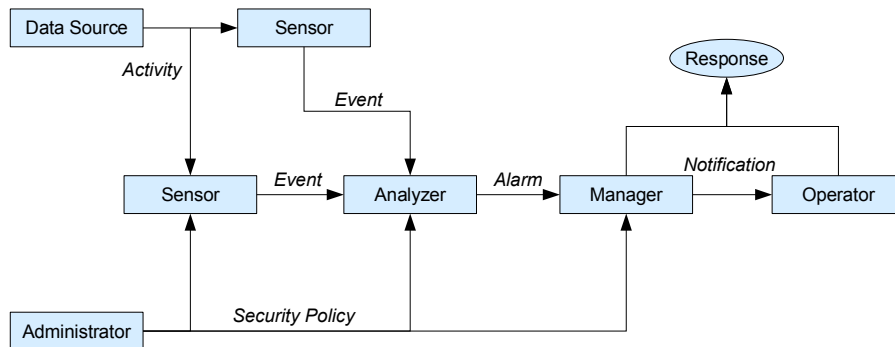 Data Source
Sensor
Activity
Response
Event
Notification
Sensor
Event
Analyzer
Alarm
Manager
Operator
Security Policy
Administrator